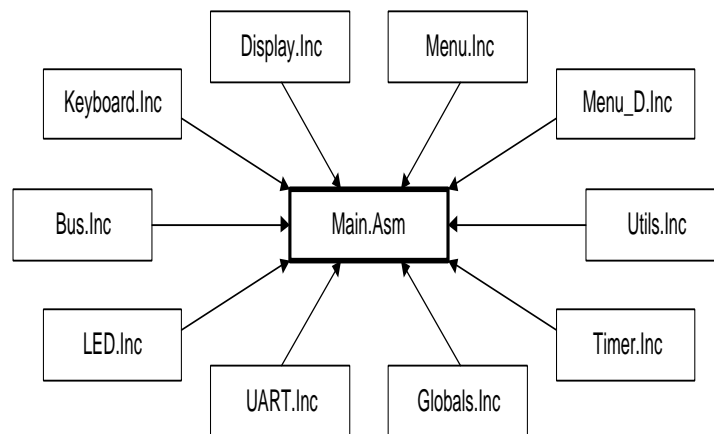 Display.Inc
Menu.Inc
Keyboard.Inc
Menu_D.Inc
Bus.Inc
Main.Asm
Utils.Inc
LED.Inc
Timer.Inc
UART.Inc
Globals.Inc